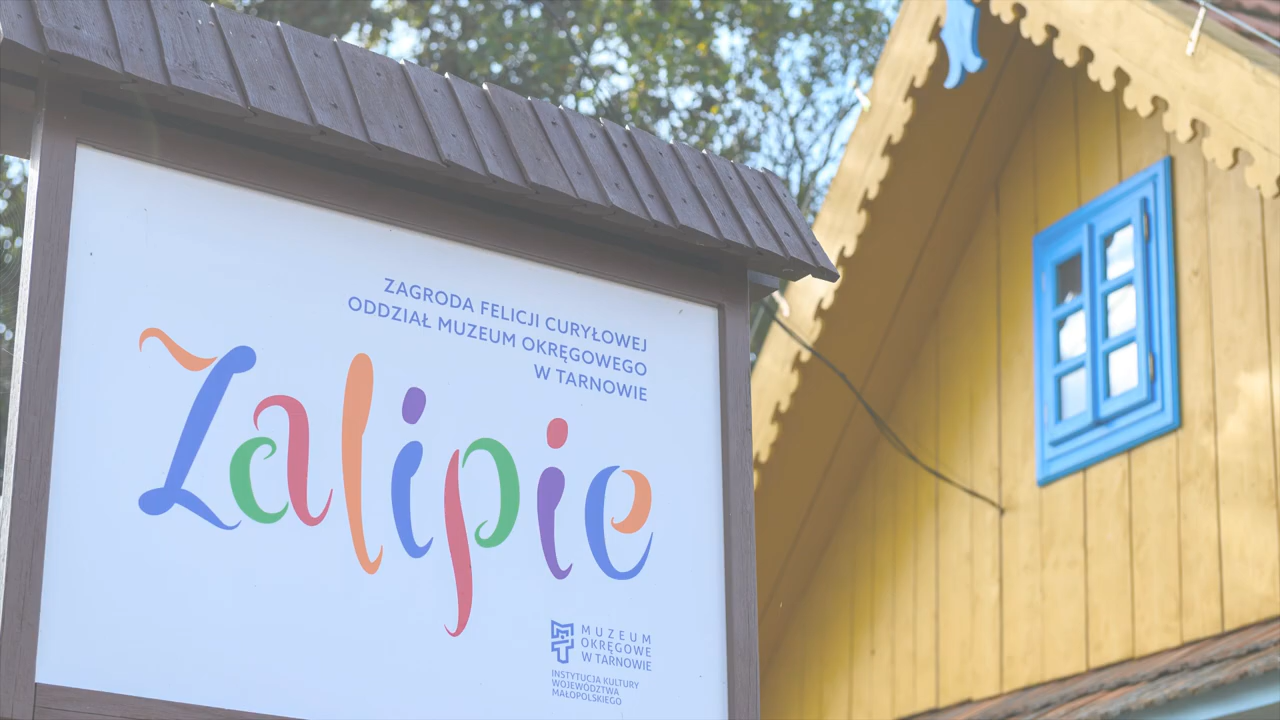 ZAGRODA FELICJI CURYŁOWEJ
ODDZIAŁ MUZEUM OKRĘGOWEGO
W TARNOWIE
Zalipie
MUZEUM
OKRĘGOWE
W TARNOWIE
INSTYTUCJA KULTURY
WOJEWÓDZTWA
MAŁOPOLSKIEGO